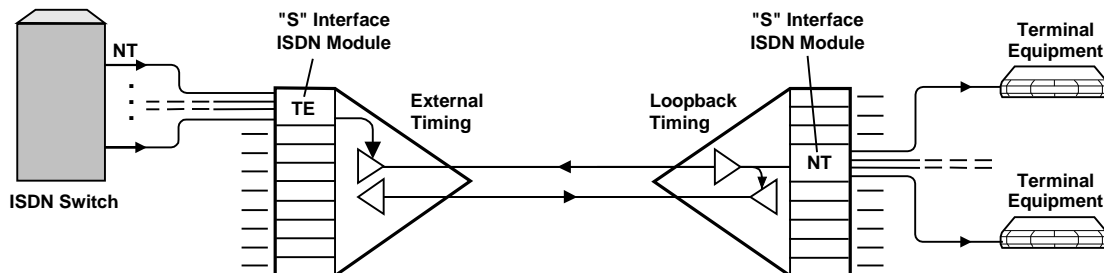 "S" Interface
ISDN Module
"S" Interface
ISDN Module
Terminal
Equipment
NT
TE
External
Timing
Loopback
Timing
NT
ISDN Switch
Terminal
Equipment